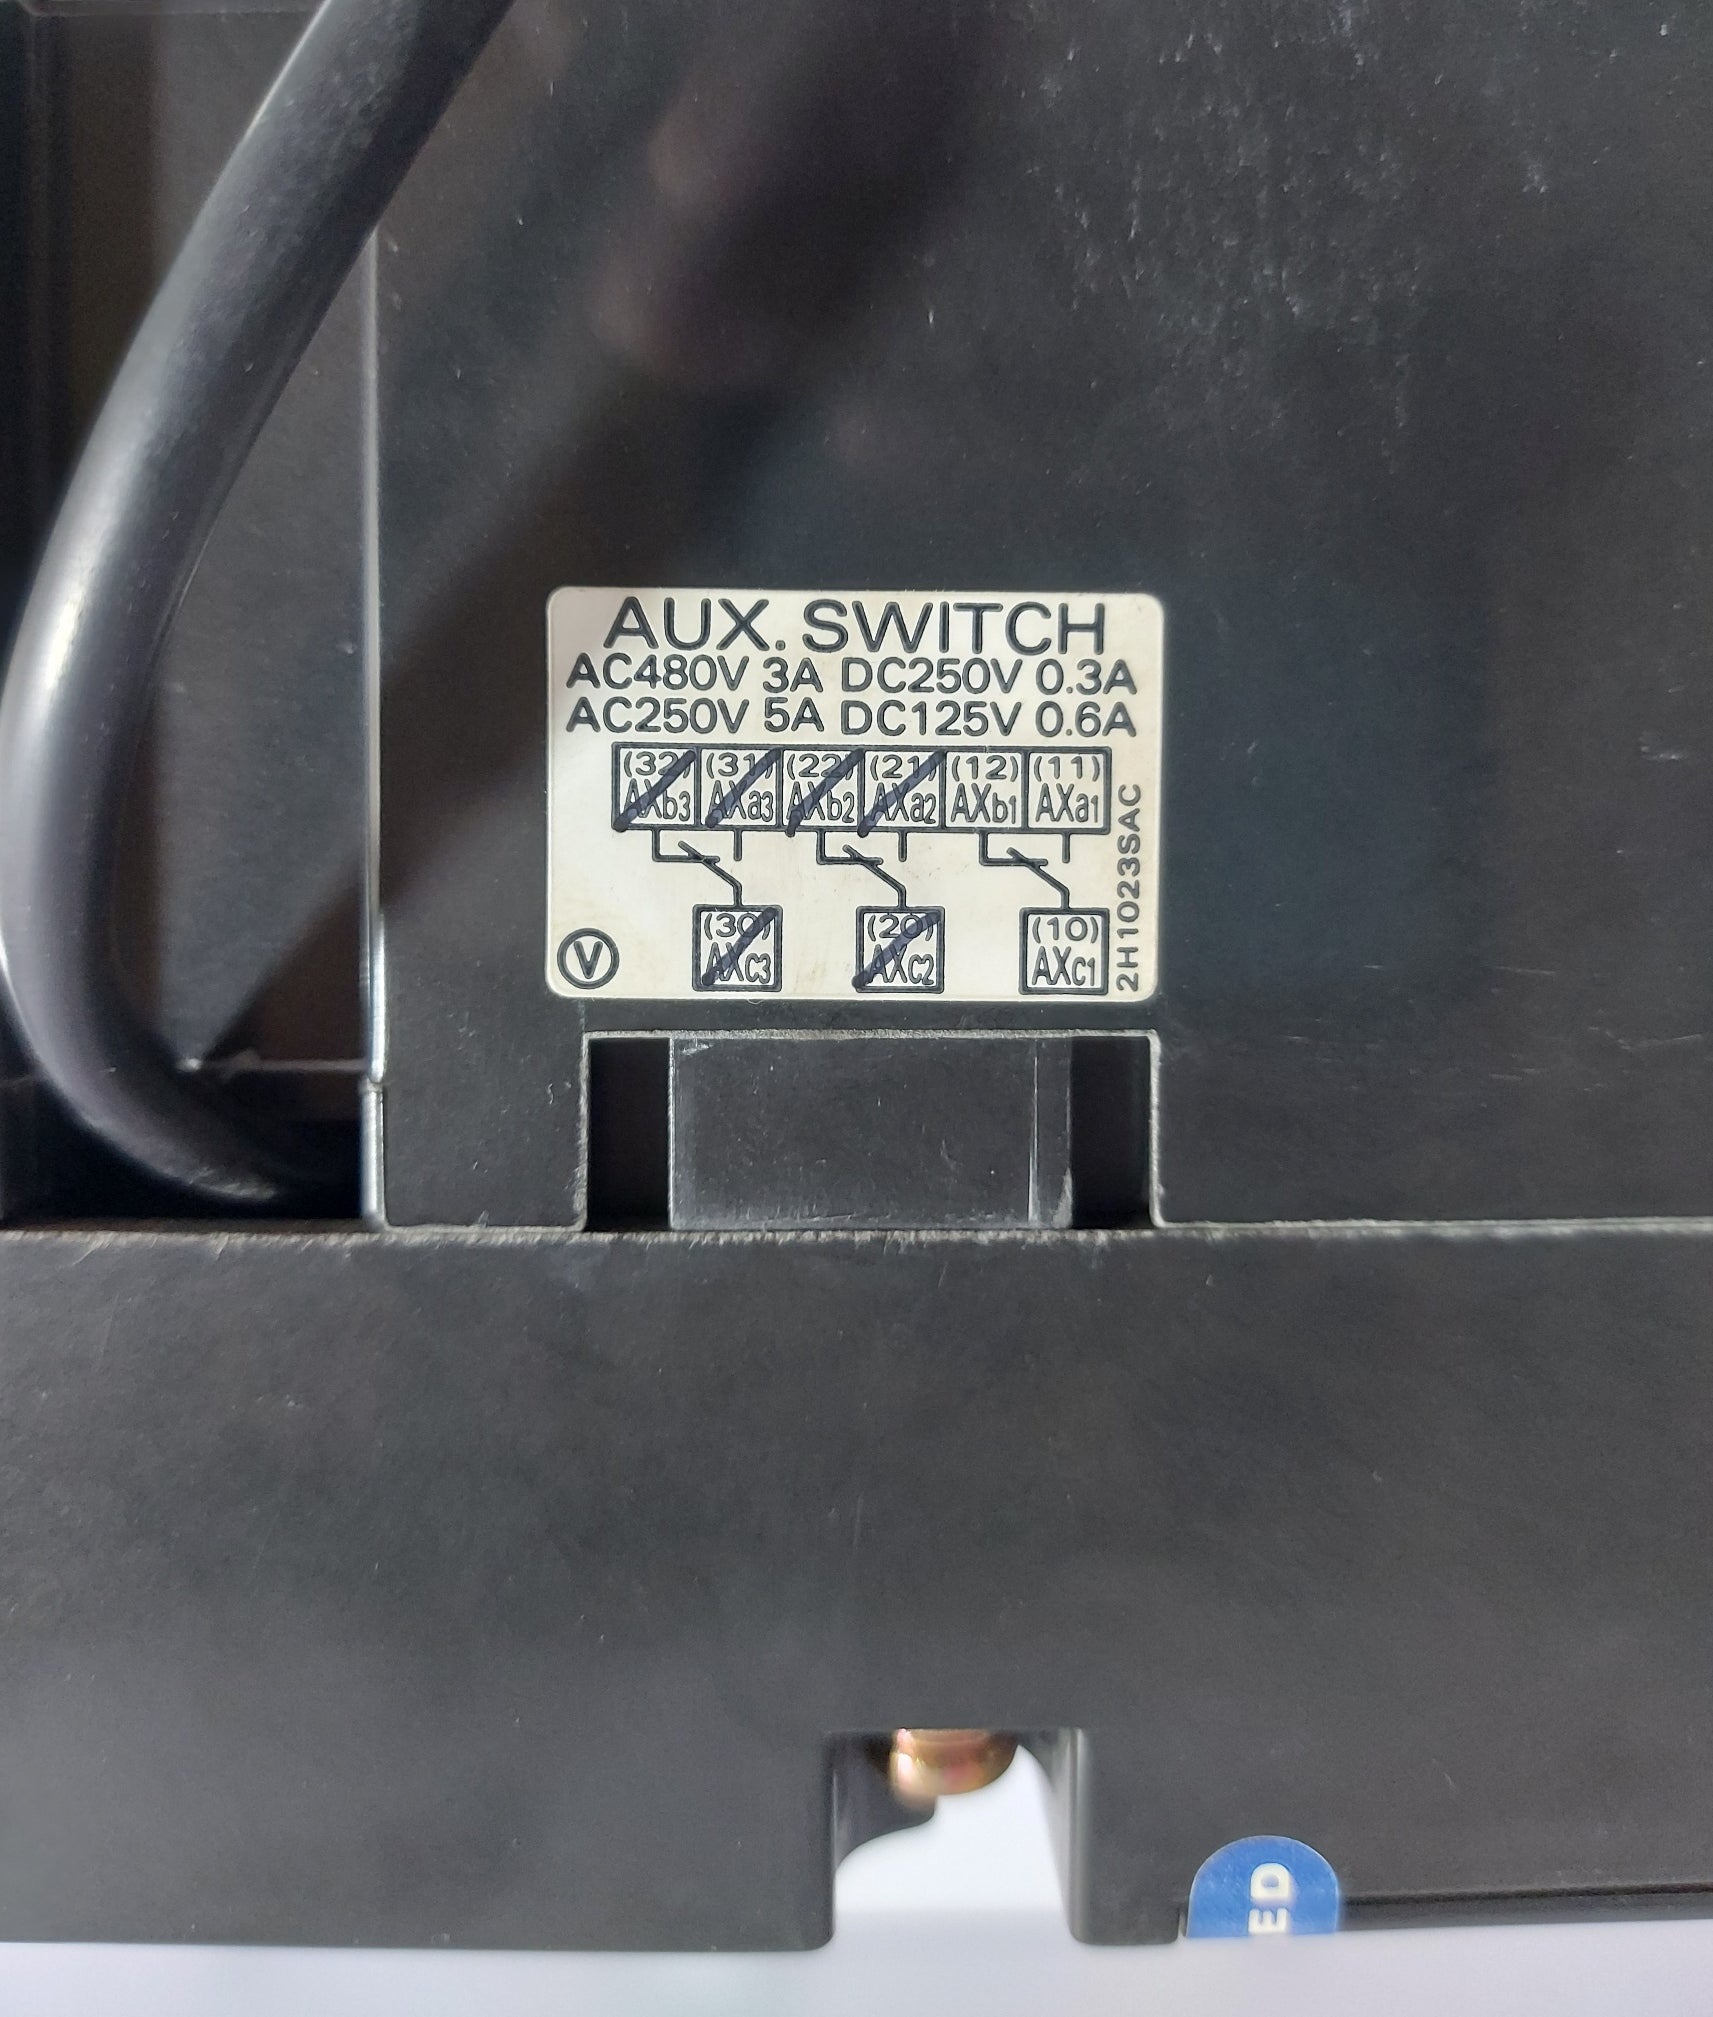 AUX. SWITCH
AC480V 3A DC250V 0.3A
AC250V 5A DC125V 0.6A
(32) (31) (22) (21) (12) (11)
AXb3 AXa3 AXb2 AXa2 AXb1 AXa1
(30) (20) (10)
AXc3 AXc2 AXc1
V
2H1023SAC
ED